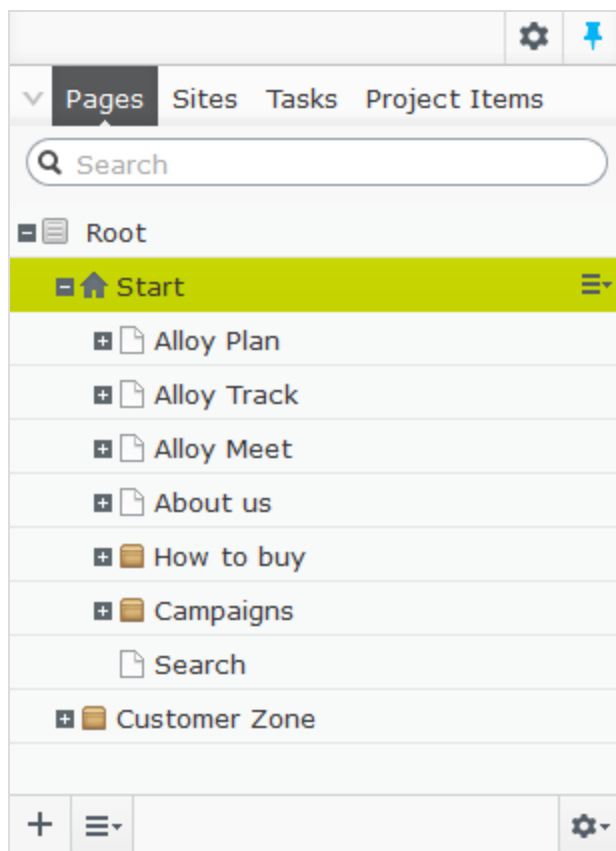 Pages Sites Tasks Project Items
Search
Root
Start
Alloy Plan
Alloy Track
Alloy Meet
About us
How to buy
Campaigns
Search
Customer Zone